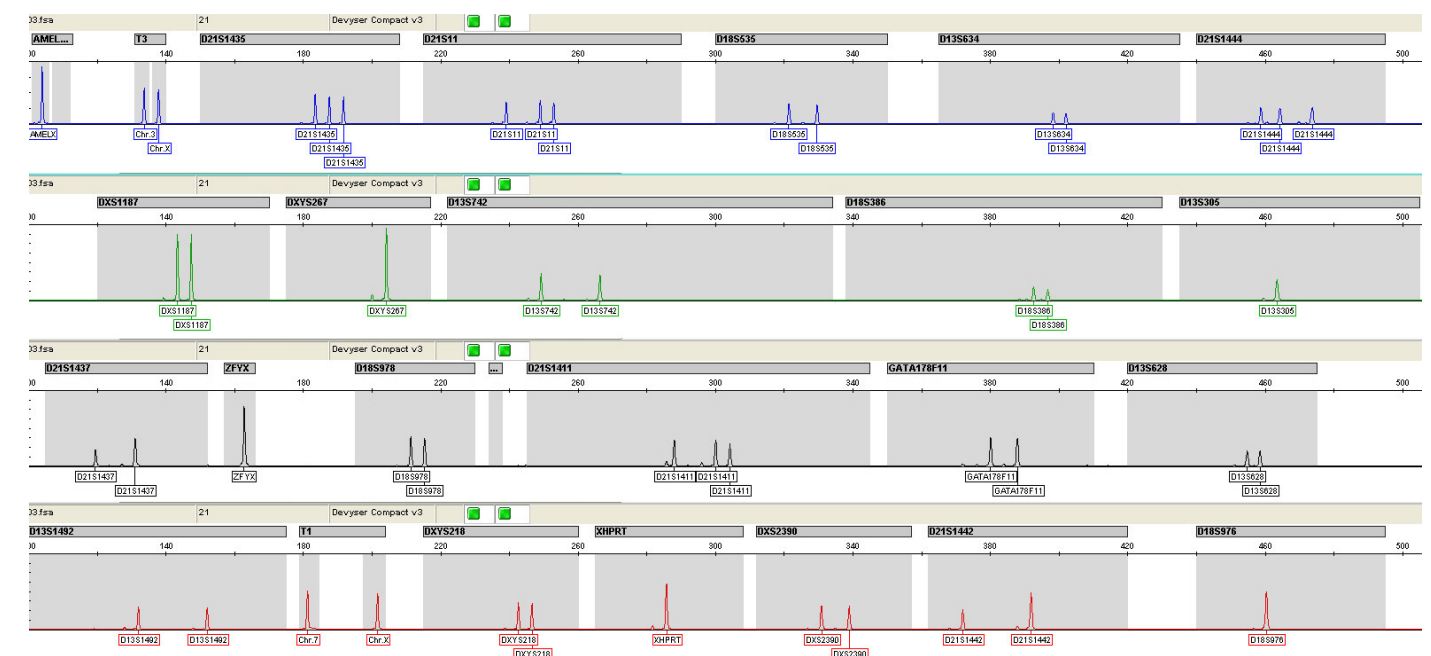 03.fsa 21 Devyser Compact v3
AMEL... T3 D21S1435 D21S11 D18S535 D13S634 D21S1444
00 140 180 220 260 300 340 380 420 460 500
AMELX Chr.3 D21S1435 D21S11 D21S11 D18S535 D13S634 D21S1444 D21S1444
Chr.X D21S1435 D21S11 D18S535 D13S634 D21S1444
D21S1435
03.fsa 21 Devyser Compact v3
DXS1187 DXYS267 D13S742 D18S386 D13S305
00 140 180 220 260 300 340 380 420 460 500
DXS1187 DXYS267 D13S742 D13S742 D18S386 D13S305
DXS1187 D18S386
03.fsa 21 Devyser Compact v3
D21S1437 ZFYX D18S978 ... D21S1411 GATA178F11 D13S628
00 140 180 220 260 300 340 380 420 460 500
D21S1437 ZFYX D18S978 D21S1411 D21S1411 GATA178F11 D13S628
D21S1437 D18S978 D21S1411 GATA178F11 D13S628
03.fsa 21 Devyser Compact v3
D13S1492 T1 DXYS218 XHPRT DXS2390 D21S1442 D18S976
00 140 180 220 260 300 340 380 420 460 500
D13S1492 D13S1492 Chr.7 Chr.X DXYS218 XHPRT DXS2390 D21S1442 D21S1442 D18S976
DXYS218 DXS2390